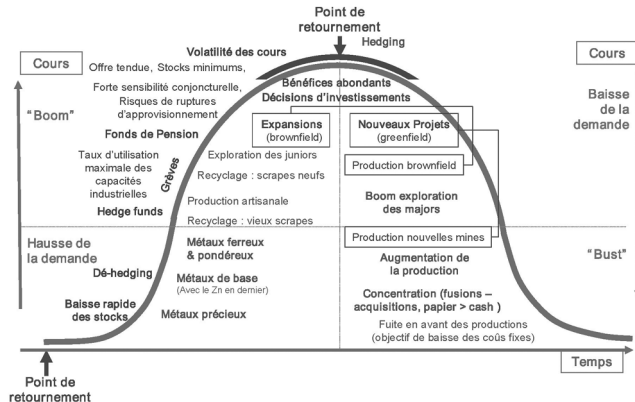 Point de
retournement
Hedging
Volatilité des cours
Cours
Cours
Offre tendue, Stocks minimums,
Bénéfices abondants
Décisions d'investissements
Forte sensibilité conjoncturelle,
Risques de ruptures
d'approvisionnement
"Boom"
Baisse
de la
demande
Fonds de Pension
Expansions
(brownfield)
Nouveaux Projets
(greenfield)
Taux d'utilisation
maximale des
capacités
industrielles
Grèves
Exploration des juniors
Production brownfield
Recyclage : scrapes neufs
Production artisanale
Boom exploration
des majors
Hedge funds
Recyclage : vieux scrapes
Hausse de
la demande
Métaux ferreux
& pondéreux
Production nouvelles mines
"Bust"
Augmentation de
la production
Dé-hedging
Métaux de base
(Avec le Zn en dernier)
Baisse rapide
des stocks
Métaux précieux
Concentration (fusions –
acquisitions, papier > cash )
Fuite en avant des productions
(objectif de baisse des coûs fixes)
Temps
Point de
retournement